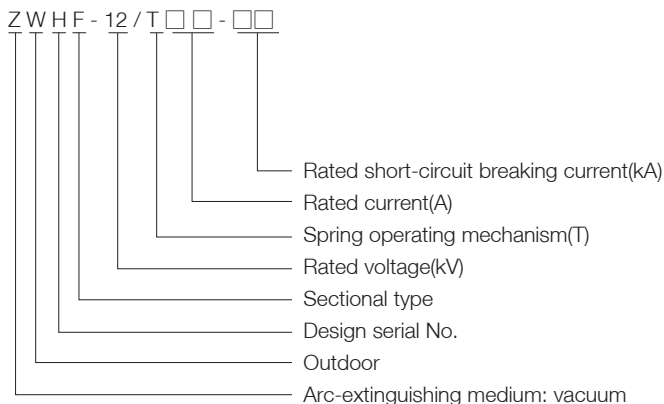 Z W H F - 12 / T □ □ - □□
Rated short-circuit breaking current(kA)
Rated current(A)
Spring operating mechanism(T)
Rated voltage(kV)
Sectional type
Design serial No.
Outdoor
Arc-extinguishing medium: vacuum